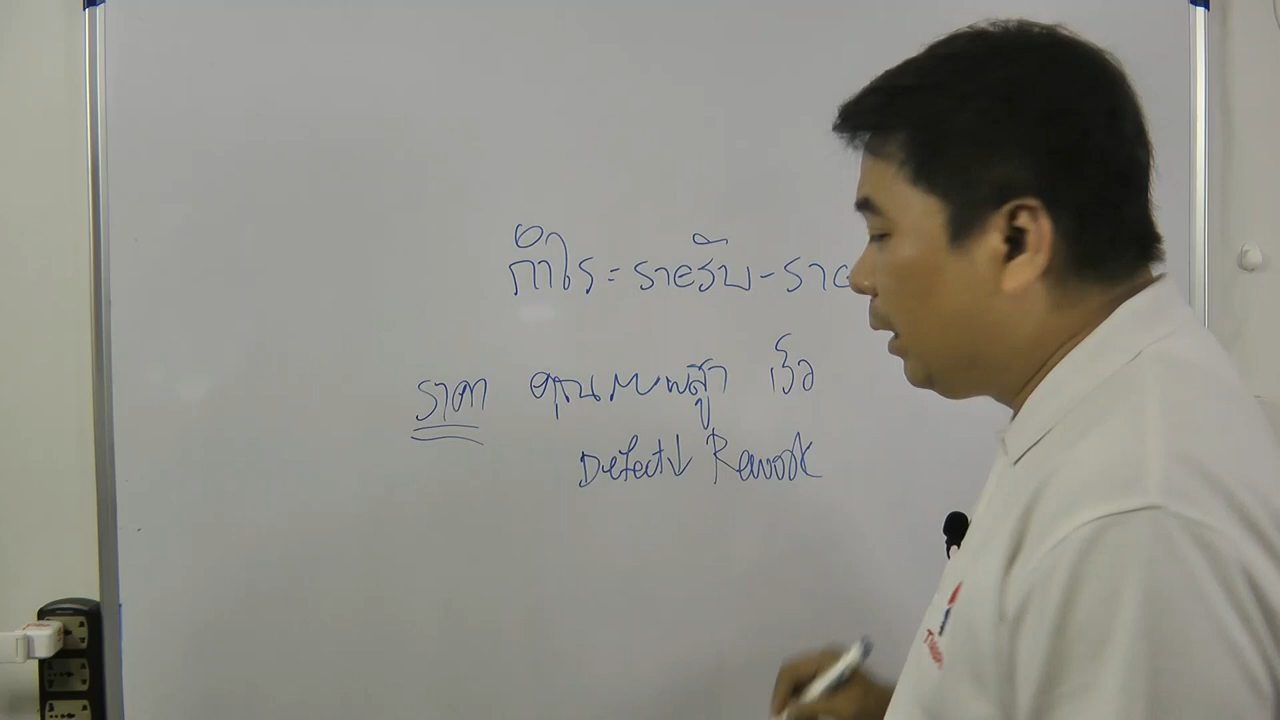 กำไร = รายรับ - ราย
ราคา คุณภาพสูง เร็ว
Defect↓ Rework